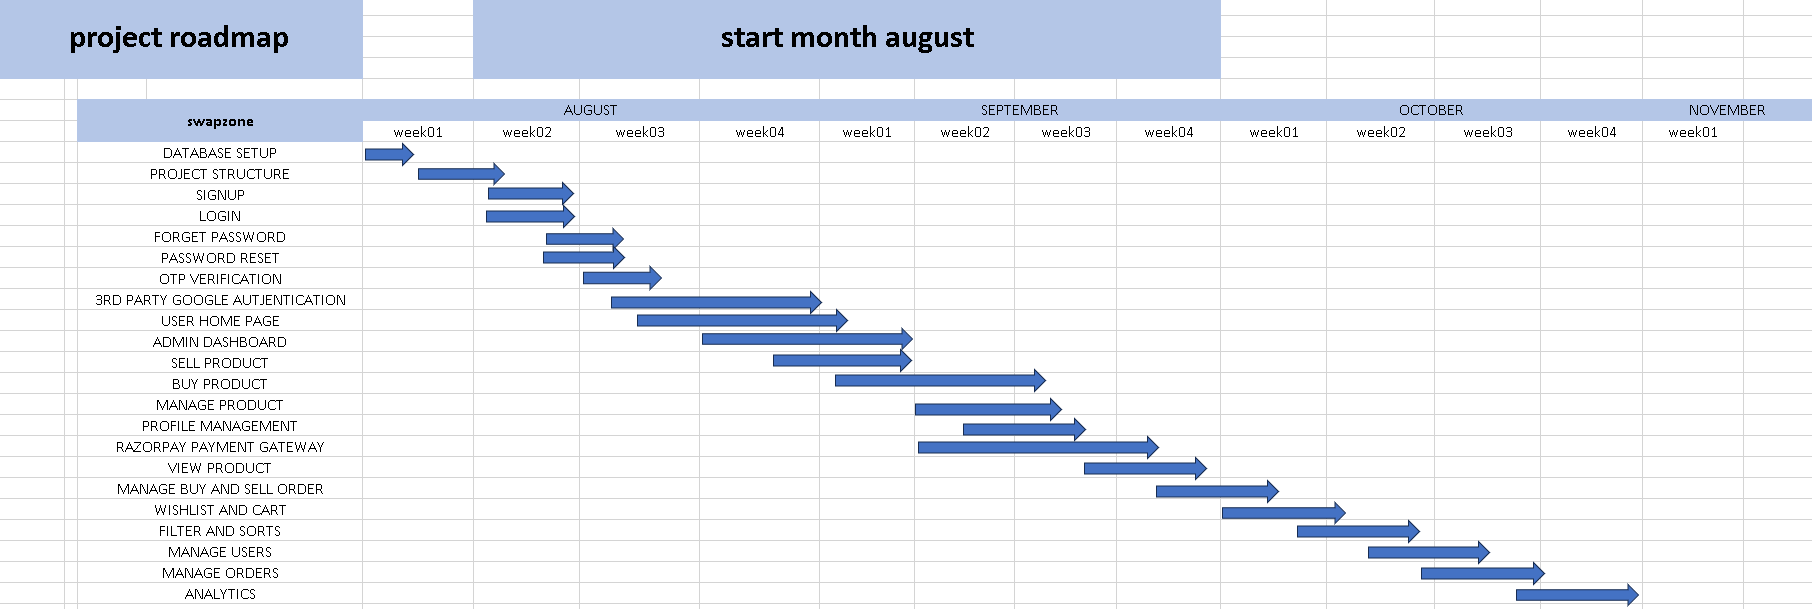 project roadmap
start month august
AUGUST SEPTEMBER OCTOBER NOVEMBER
swapzone
week01 week02 week03 week04 week01 week02 week03 week04 week01 week02 week03 week04 week01
DATABASE SETUP
PROJECT STRUCTURE
SIGNUP
LOGIN
FORGET PASSWORD
PASSWORD RESET
OTP VERIFICATION
3RD PARTY GOOGLE AUTJENTICATION
USER HOME PAGE
ADMIN DASHBOARD
SELL PRODUCT
BUY PRODUCT
MANAGE PRODUCT
PROFILE MANAGEMENT
RAZORPAY PAYMENT GATEWAY
VIEW PRODUCT
MANAGE BUY AND SELL ORDER
WISHLIST AND CART
FILTER AND SORTS
MANAGE USERS
MANAGE ORDERS
ANALYTICS